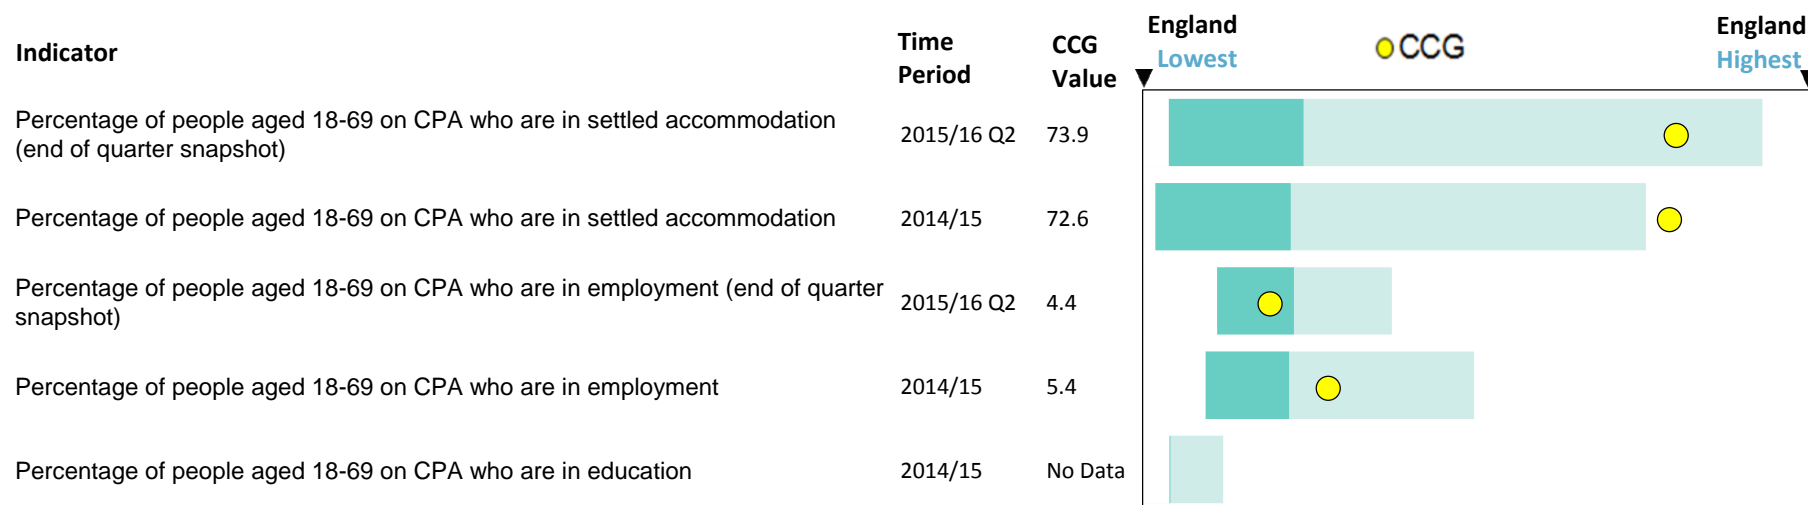 Indicator
Time
Period
CCG
Value
England
Lowest
CCG
England
Highest
Percentage of people aged 18-69 on CPA who are in settled accommodation
(end of quarter snapshot)
2015/16 Q2
73.9
Percentage of people aged 18-69 on CPA who are in settled accommodation
2014/15
72.6
Percentage of people aged 18-69 on CPA who are in employment (end of quarter
snapshot)
2015/16 Q2
4.4
Percentage of people aged 18-69 on CPA who are in employment
2014/15
5.4
Percentage of people aged 18-69 on CPA who are in education
2014/15
No Data